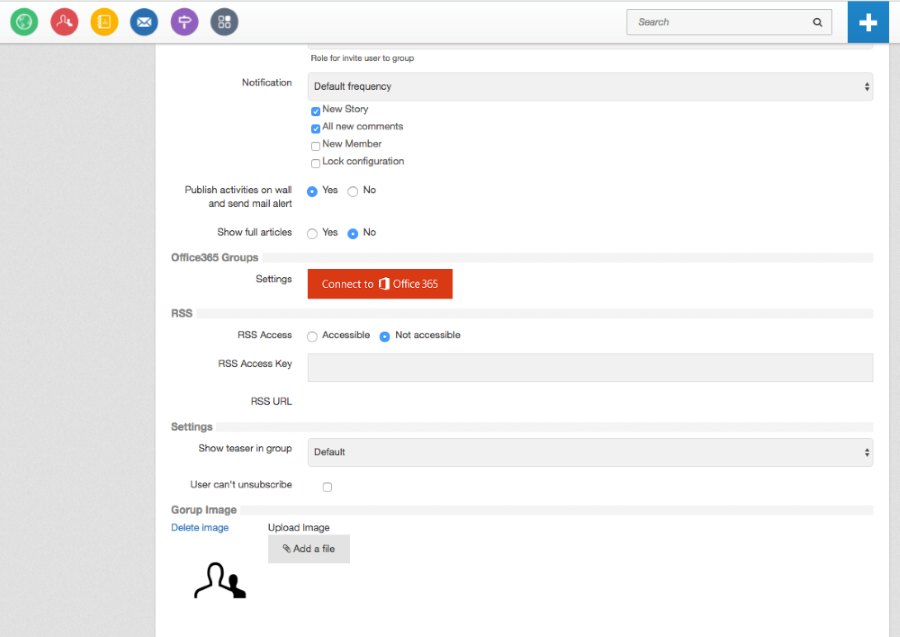 Search
Role for invite user to group
Notification
Default frequency
New Story
All new comments
New Member
Lock configuration
Publish activities on wall
and send mail alert
Yes No
Show full articles
Yes No
Office365 Groups
Settings
Connect to Office 365
RSS
RSS Access
Accessible Not accessible
RSS Access Key
RSS URL
Settings
Show teaser in group
Default
User can't unsubscribe
Gorup Image
Delete image
Upload Image
Add a file